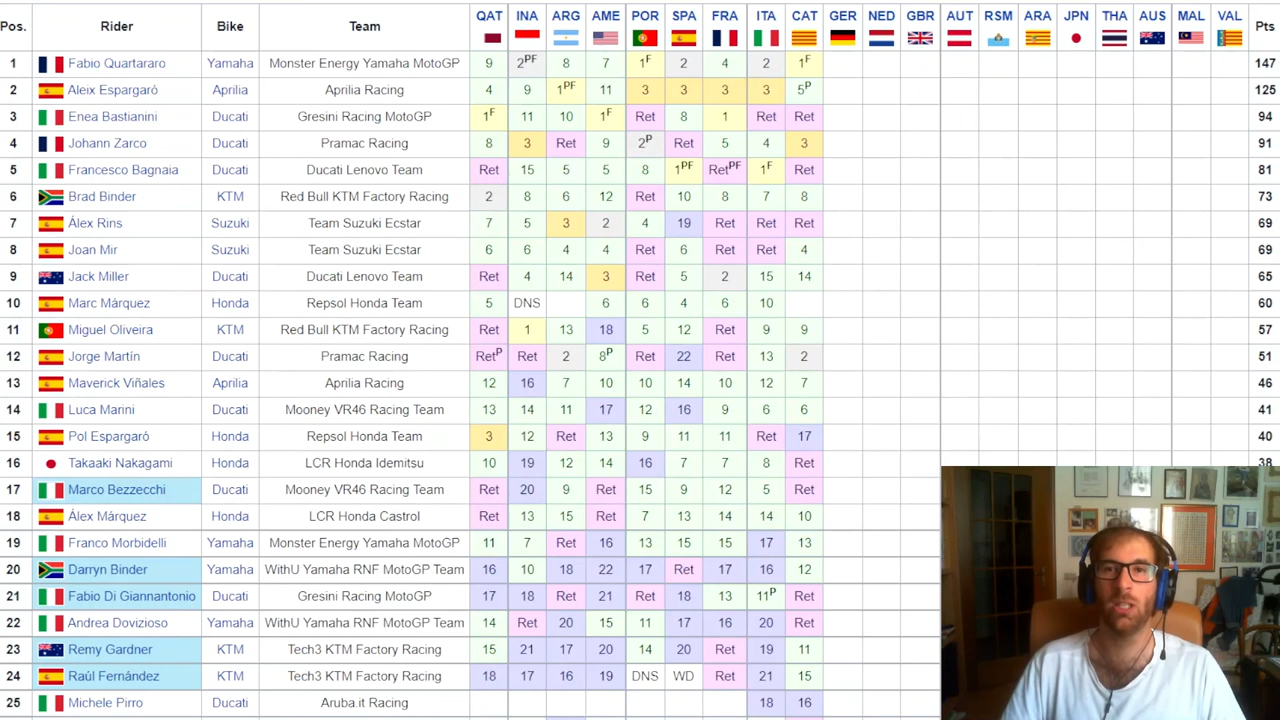 Pos. Rider Bike Team QAT INA ARG AME POR SPA FRA ITA CAT GER NED GBR AUT RSM ARA JPN THA AUS MAL VAL Pts
1 Fabio Quartararo Yamaha Monster Energy Yamaha MotoGP 9 2PF 8 7 1F 2 4 2 1F 147
2 Aleix Espargaró Aprilia Aprilia Racing 4 9 1PF 11 3 3 3 3 5P 125
3 Enea Bastianini Ducati Gresini Racing MotoGP 1F 11 10 1F Ret 8 1 Ret Ret 94
4 Johann Zarco Ducati Pramac Racing 8 3 Ret 9 2P Ret 5 4 3 91
5 Francesco Bagnaia Ducati Ducati Lenovo Team Ret 15 5 5 8 1PF RetPF 1F Ret 81
6 Brad Binder KTM Red Bull KTM Factory Racing 2 8 6 12 Ret 10 8 7 8 73
7 Álex Rins Suzuki Team Suzuki Ecstar 7 5 3 2 4 19 Ret Ret Ret 69
8 Joan Mir Suzuki Team Suzuki Ecstar 6 6 4 4 Ret 6 Ret Ret 4 69
9 Jack Miller Ducati Ducati Lenovo Team Ret 4 14 3 Ret 5 2 15 14 65
10 Marc Márquez Honda Repsol Honda Team 5 DNS 6 6 4 6 10 60
11 Miguel Oliveira KTM Red Bull KTM Factory Racing Ret 1 13 18 5 12 Ret 9 9 57
12 Jorge Martín Ducati Pramac Racing RetP Ret 2 8P Ret 22 Ret 13 2 51
13 Maverick Viñales Aprilia Aprilia Racing 12 16 7 10 10 14 10 12 7 46
14 Luca Marini Ducati Mooney VR46 Racing Team 13 14 11 17 12 16 9 6 6 41
15 Pol Espargaró Honda Repsol Honda Team 3 12 Ret 13 9 11 11 Ret 17 40
16 Takaaki Nakagami Honda LCR Honda Idemitsu 10 19 12 14 16 7 7 8 Ret 38
17 Marco Bezzecchi Ducati Mooney VR46 Racing Team Ret 20 9 Ret 15 9 12 5 Ret
18 Álex Márquez Honda LCR Honda Castrol Ret 13 15 Ret 7 13 14 14 10
19 Franco Morbidelli Yamaha Monster Energy Yamaha MotoGP 11 7 Ret 16 13 15 15 17 13
20 Darryn Binder Yamaha WithU Yamaha RNF MotoGP Team 16 10 18 22 17 Ret 17 16 12
21 Fabio Di Giannantonio Ducati Gresini Racing MotoGP 17 18 Ret 21 Ret 18 13 11P Ret
22 Andrea Dovizioso Yamaha WithU Yamaha RNF MotoGP Team 14 Ret 20 15 11 17 16 20 Ret
23 Remy Gardner KTM Tech3 KTM Factory Racing 15 21 17 20 14 20 Ret 19 11
24 Raúl Fernández KTM Tech3 KTM Factory Racing 18 17 16 19 DNS WD Ret 21 15
25 Michele Pirro Ducati Aruba.it Racing 18 16